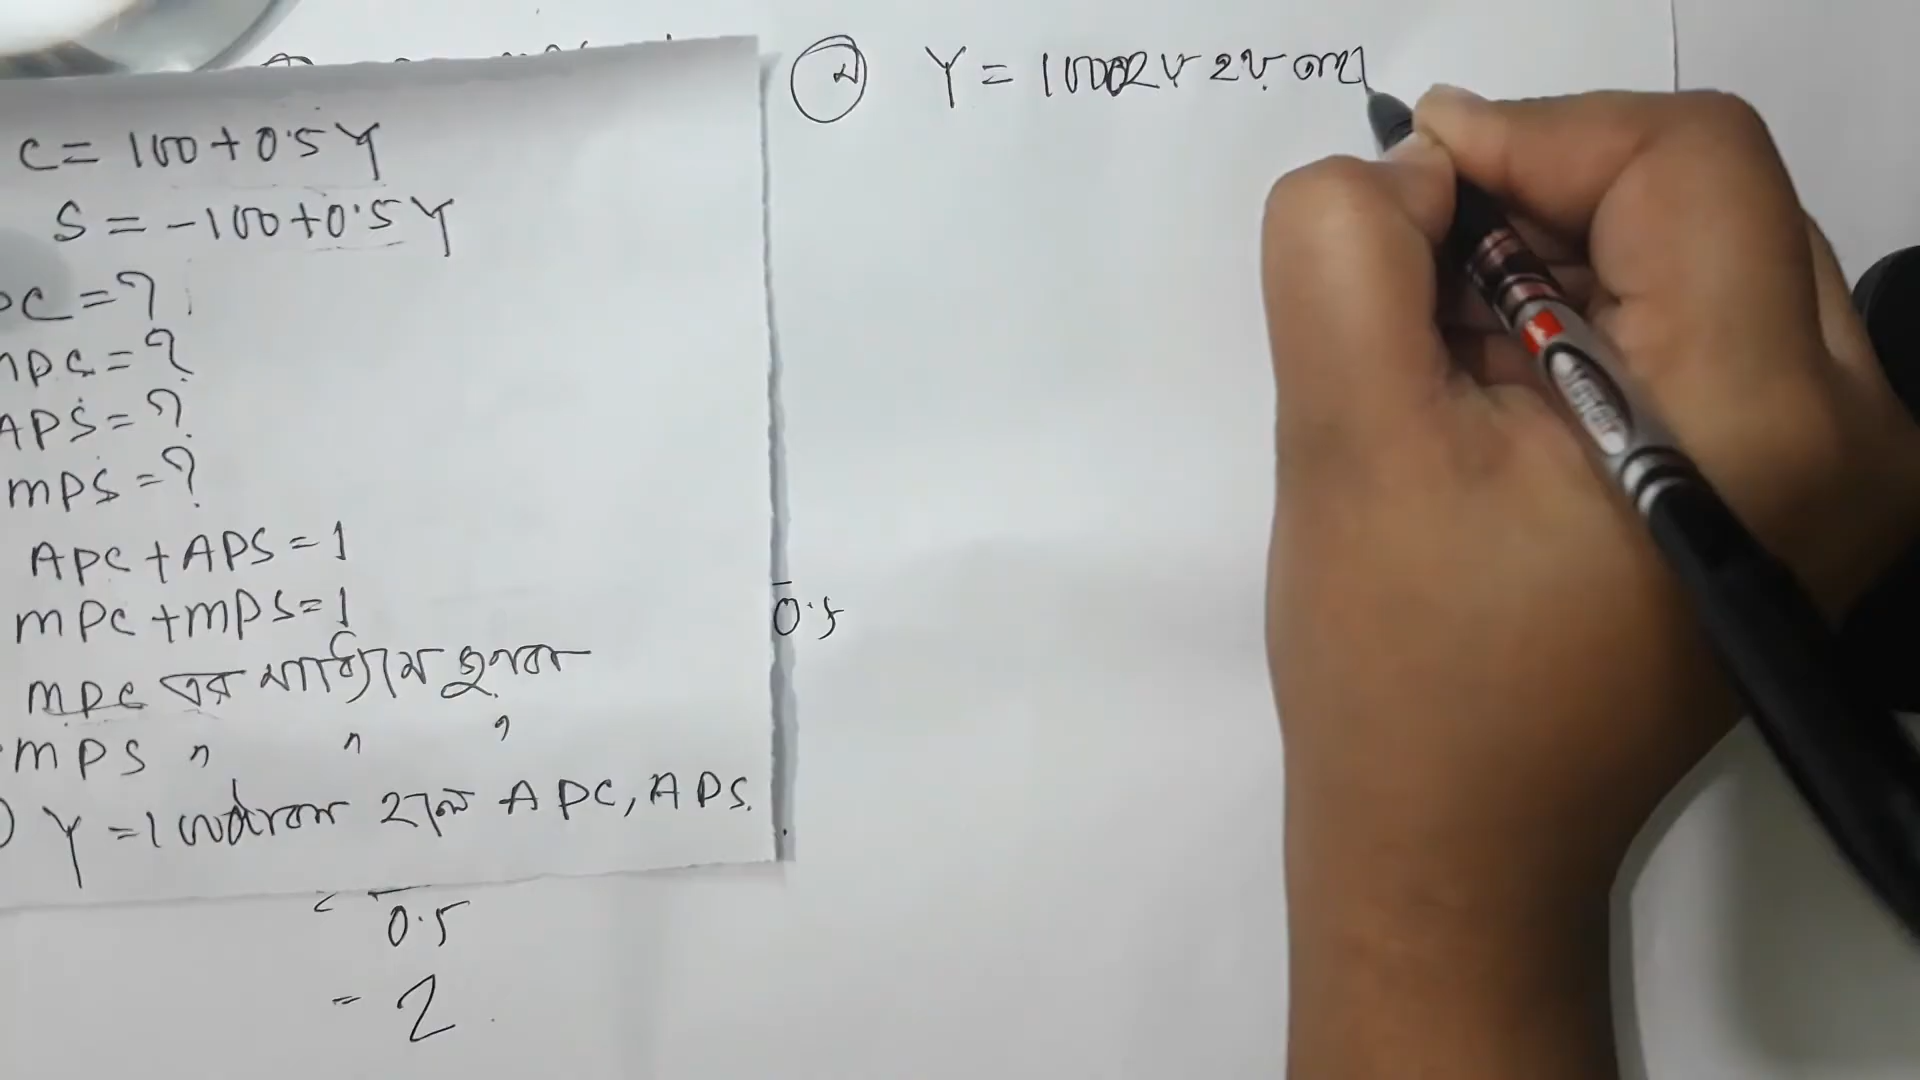 C = 100 + 0.5Y
S = -100 + 0.5Y
PC = ?
MPC = ?
APS = ?
MPS = ?
APC + APS = 1
MPC + MPS = 1
MPC এর মাধ্যমে গুণক
MPS " " "
Y = 1000 টাকা হলে APC, APS.
= 0.5
= 2
0.5
Y = 1000